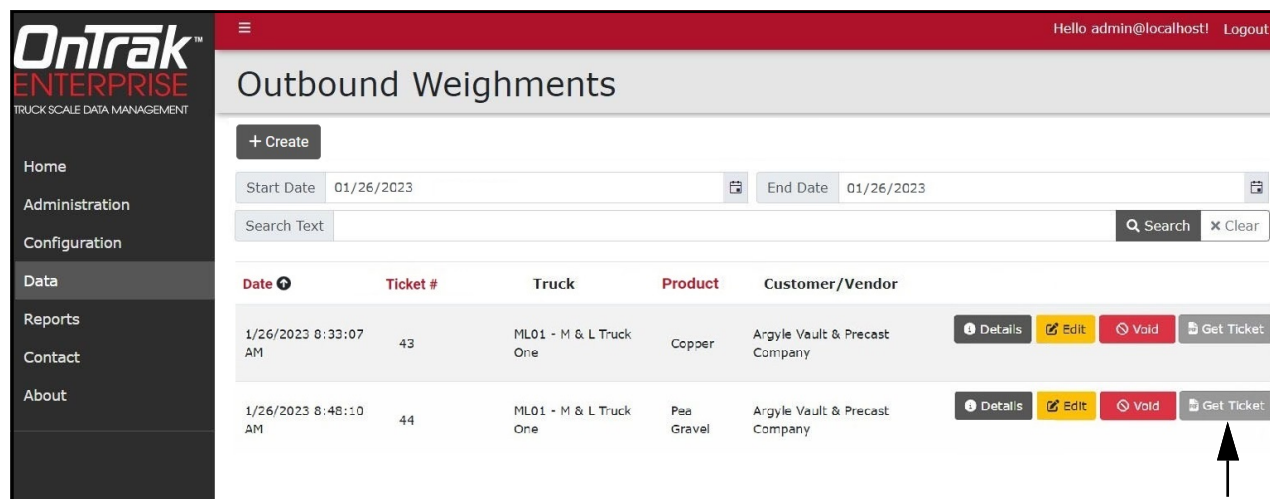 OnTrak™
ENTERPRISE
TRUCK SCALE DATA MANAGEMENT
Hello admin@localhost! Logout
Outbound Weighments
+ Create
Start Date 01/26/2023 End Date 01/26/2023
Search Text Search × Clear
Home
Administration
Configuration
Data
Reports
Contact
About
Date Ticket # Truck Product Customer/Vendor
1/26/2023 8:33:07 AM 43 ML01 - M & L Truck One Copper Argyle Vault & Precast Company Details Edit Void Get Ticket
1/26/2023 8:48:10 AM 44 ML01 - M & L Truck One Pea Gravel Argyle Vault & Precast Company Details Edit Void Get Ticket